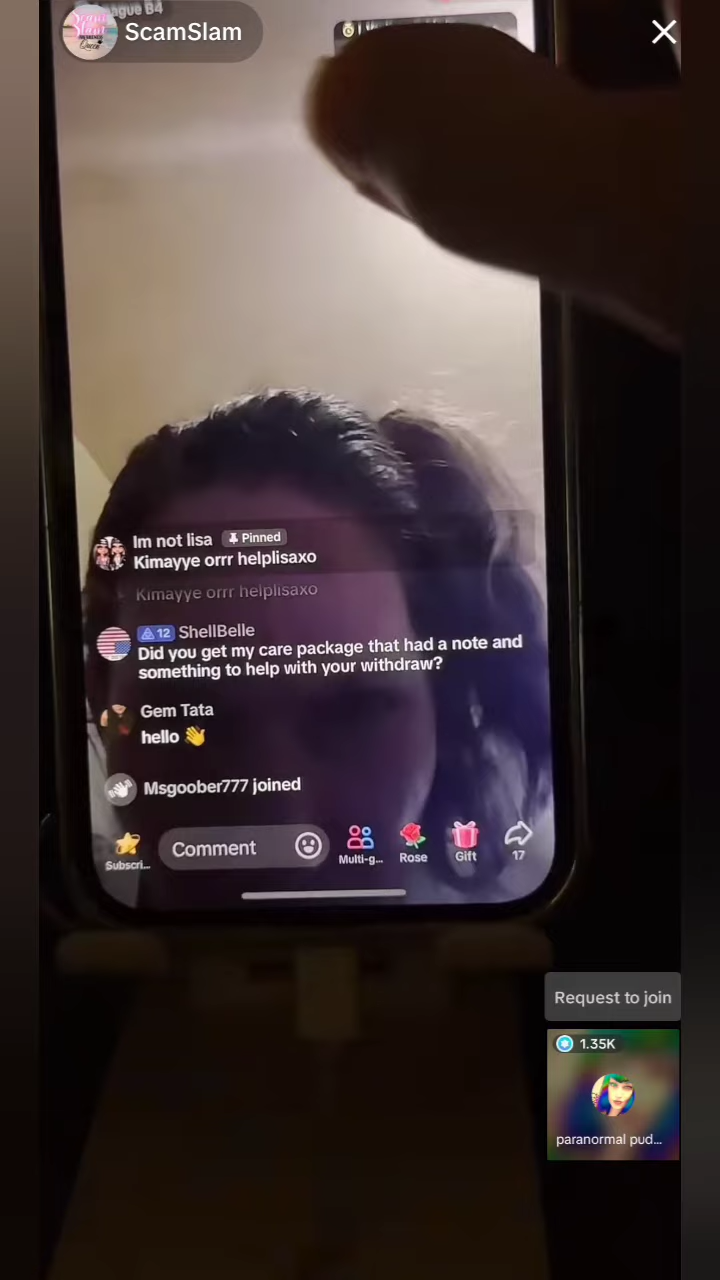 ague B4
ScamSlam
Im not lisa Pinned
Kimayye orrr helplisaxo
Kimayye orrr helplisaxo
12 ShellBelle
Did you get my care package that had a note and
something to help with your withdraw?
Gem Tata
hello 👋
Msgoober777 joined
Subscri...
Comment
Multi-g...
Rose
Gift
17
Request to join
1.35K
paranormal pud...